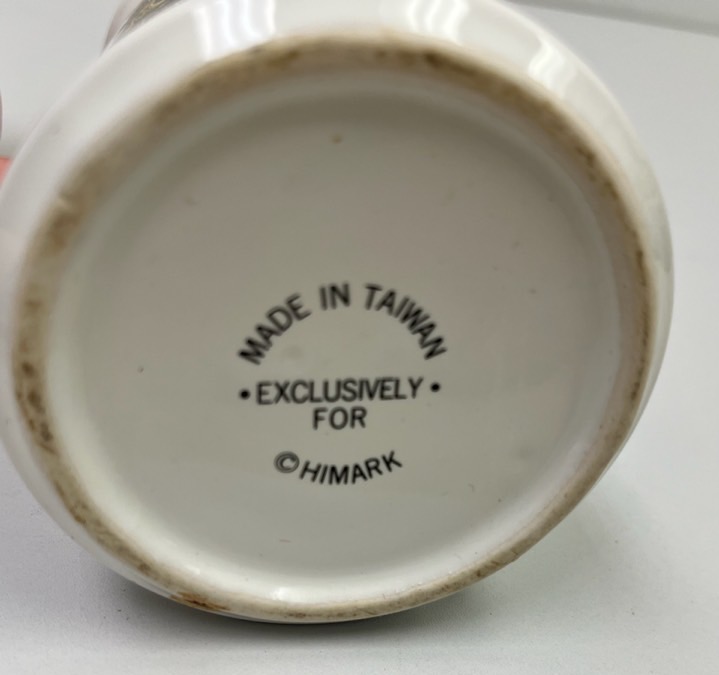 MADE IN TAIWAN
• EXCLUSIVELY •
FOR
©HIMARK